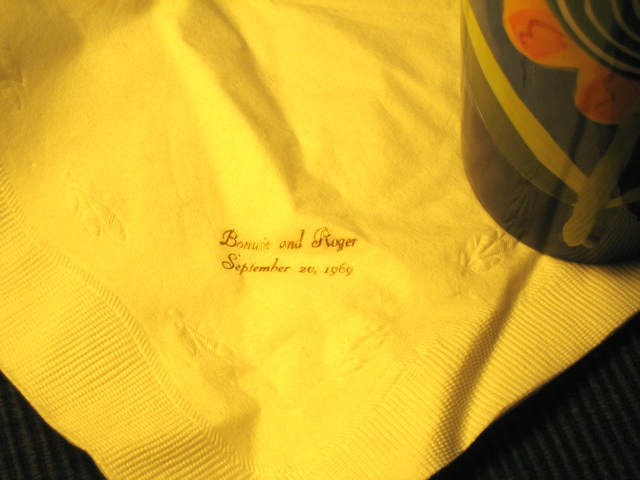 Bonnie and Roger
September 20, 1969